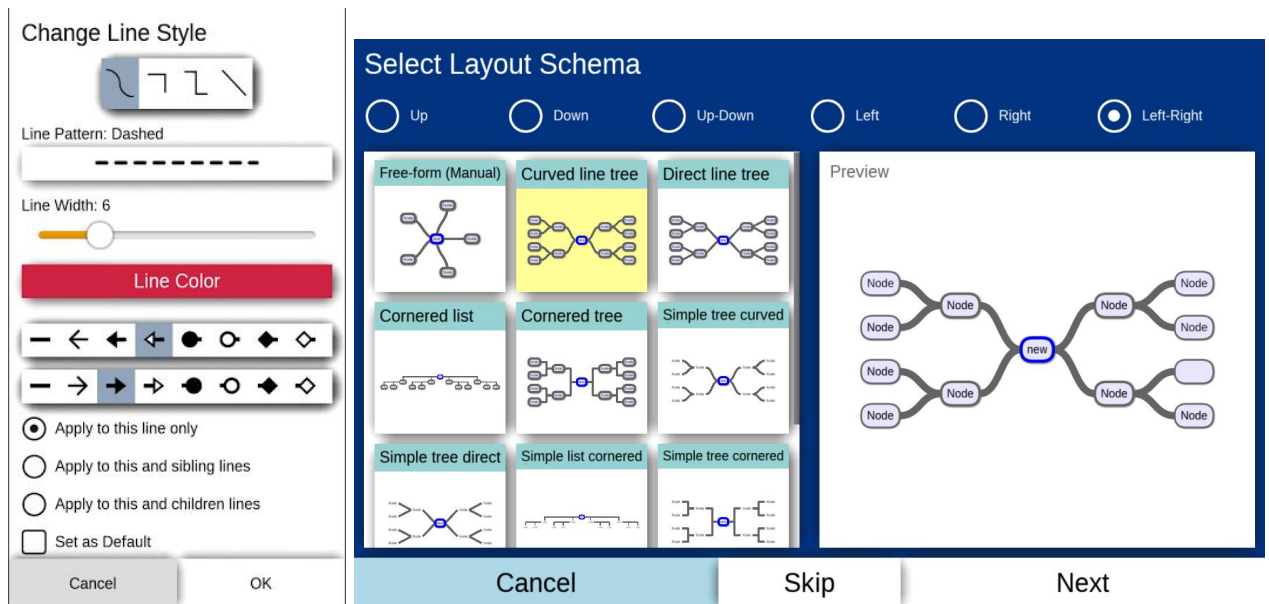 Change Line Style
Line Pattern: Dashed
Line Width: 6
Line Color
Apply to this line only
Apply to this and sibling lines
Apply to this and children lines
Set as Default
Cancel OK
Select Layout Schema
Up Down Up-Down Left Right Left-Right
Free-form (Manual) Curved line tree Direct line tree
Cornered list Cornered tree Simple tree curved
Simple tree direct Simple list cornered Simple tree cornered
Preview
Node Node
Node Node
Node Node
new
Node
Node Node
Node Node
Cancel Skip Next